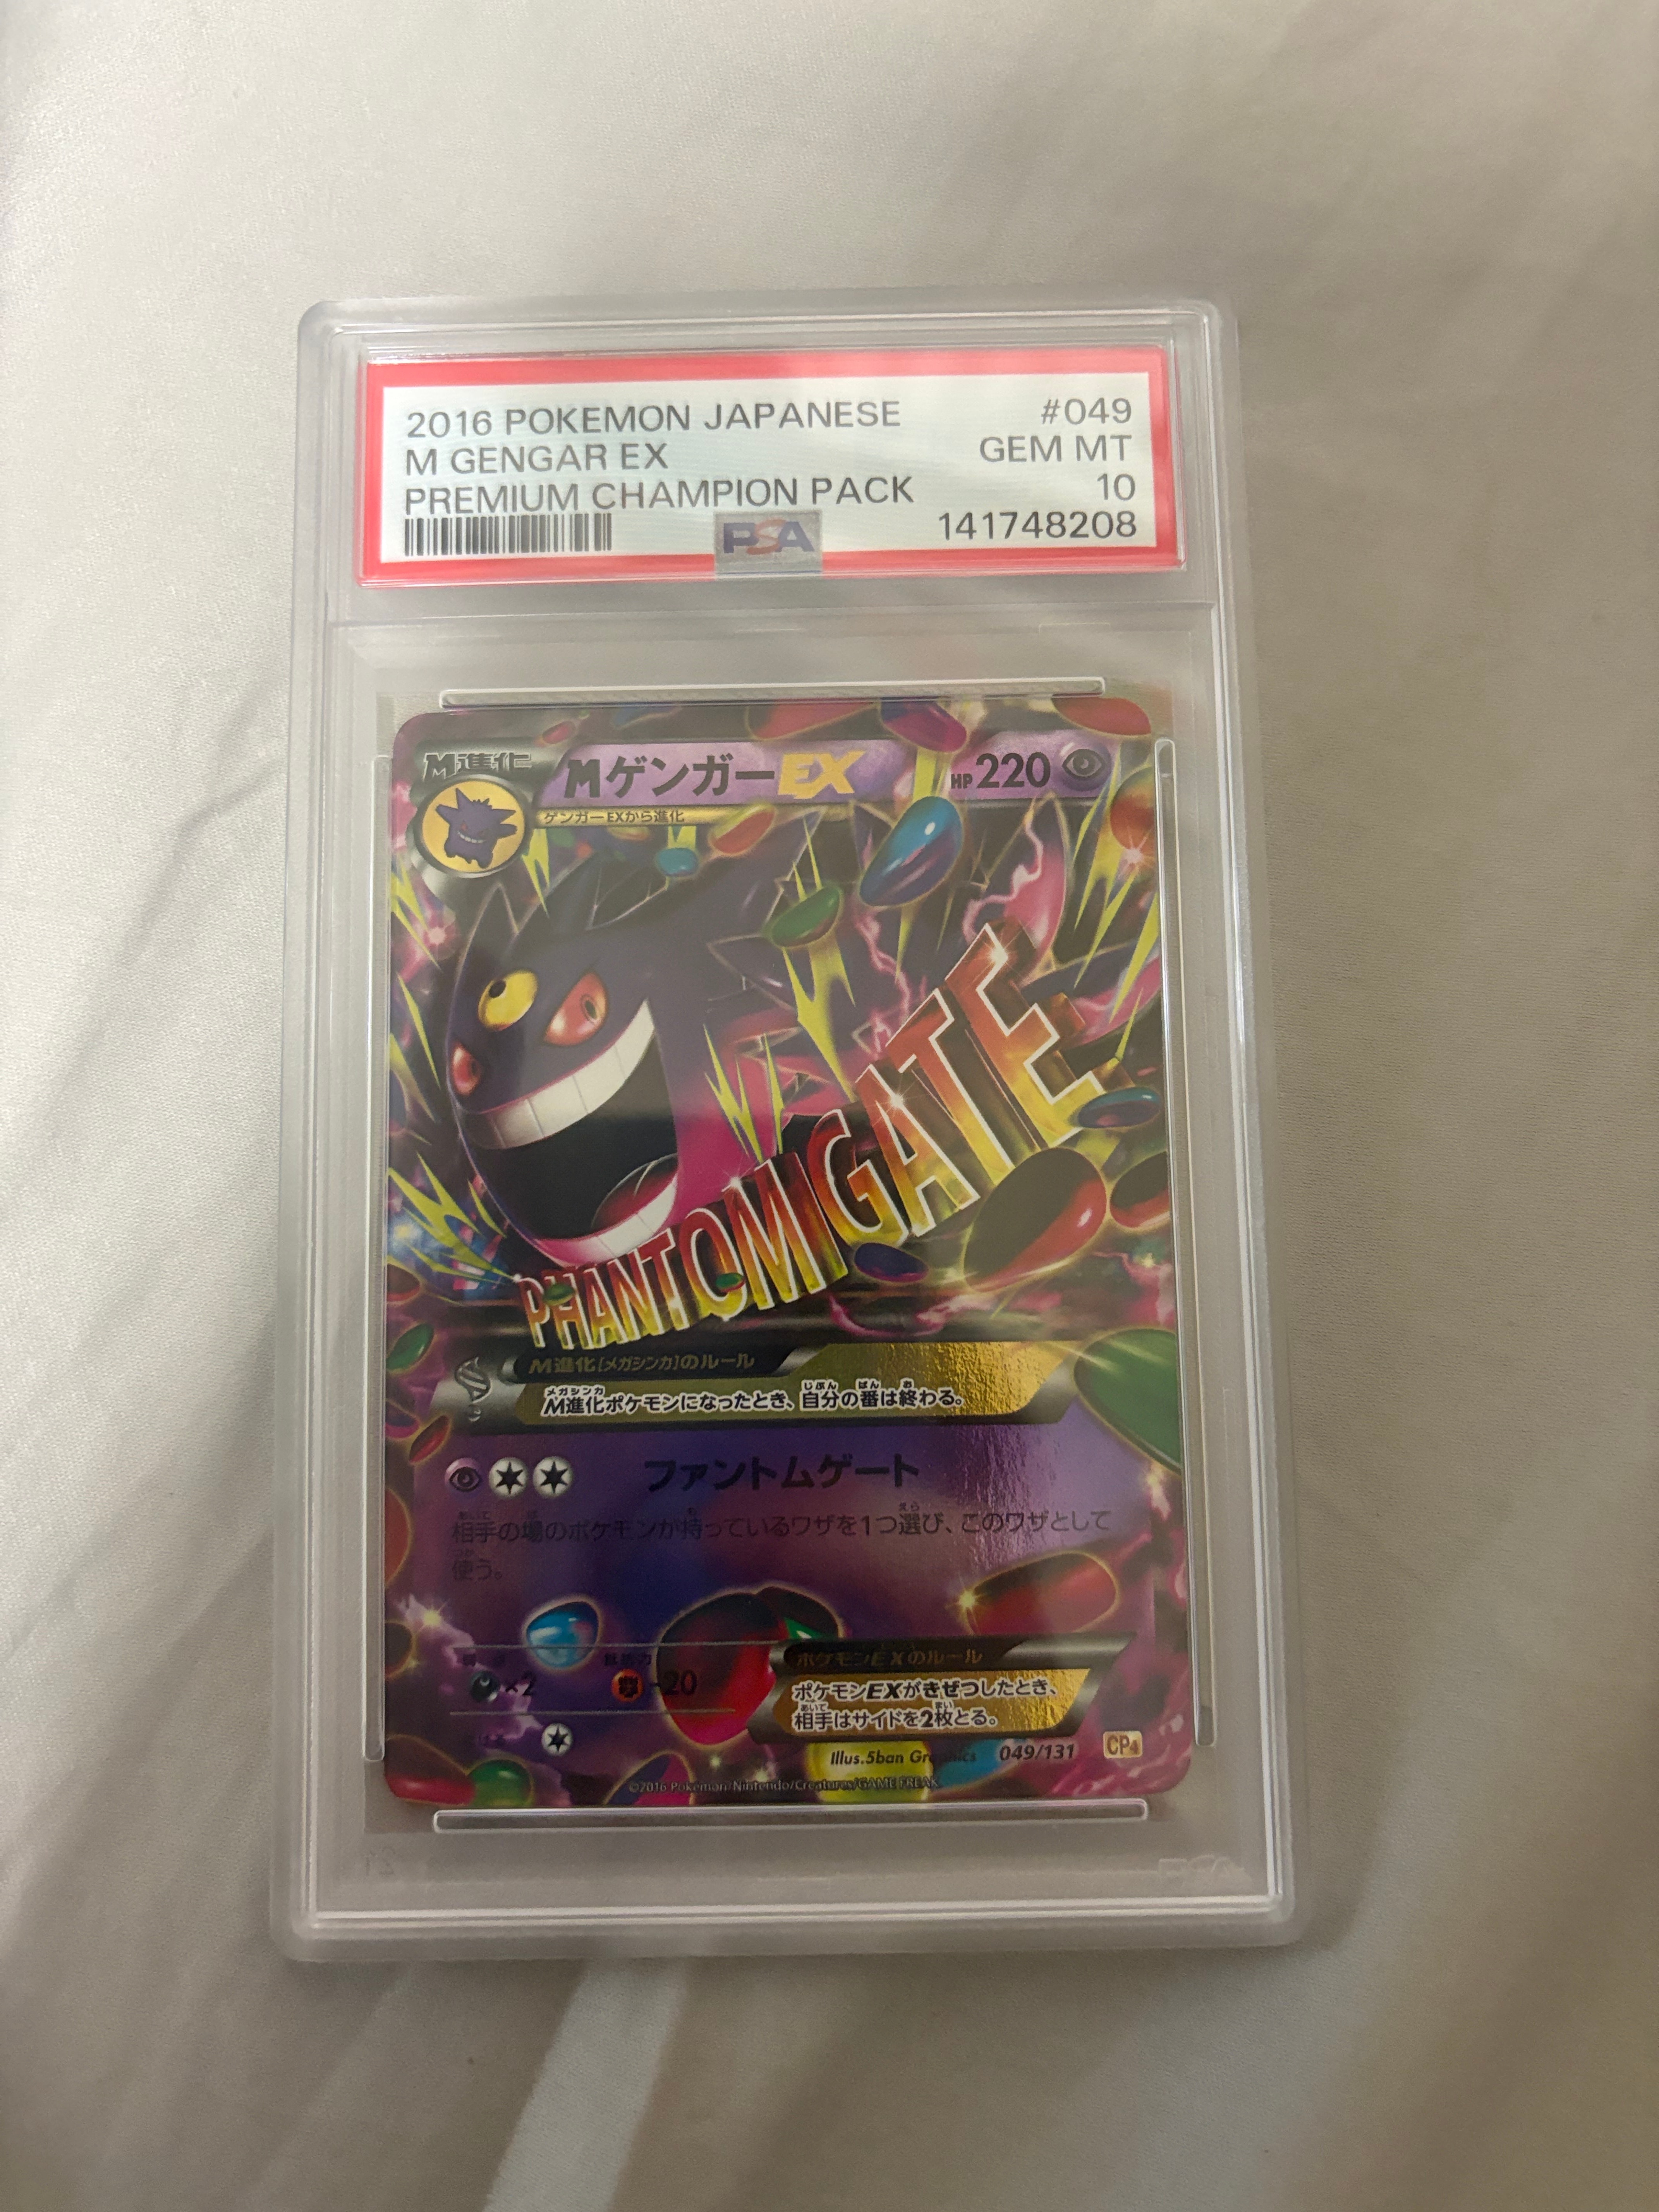 2016 POKEMON JAPANESE #049
M GENGAR EX GEM MT
PREMIUM CHAMPION PACK 10
PSA 141748208
M進化 MゲンガーEX HP220
ゲンガーEXから進化
PHANTOM GATE
M進化[メガシンカ]のルール
M進化ポケモンになったとき、自分の番は終わる。
ファントムゲート
相手の場のポケモンが持っているワザを1つ選び、このワザとして
使う。
×2 抵抗力 -20
ポケモンEXのルール
ポケモンEXがきぜつしたとき、
相手はサイドを2枚とる。
Illus.5ban Graphics 049/131 CP4
©2016 Pokémon/Nintendo/Creatures/GAME FREAK.
PSA